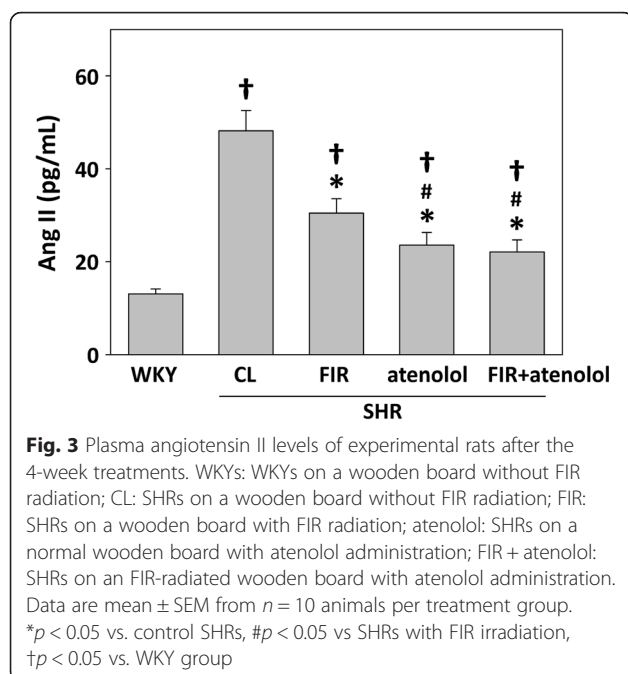 60
40
20
0
Ang II (pg/mL)
†
†
*
†
#
*
†
#
*
WKY CL FIR atenolol FIR+atenolol
SHR
Fig. 3 Plasma angiotensin II levels of experimental rats after the
4-week treatments. WKYs: WKYs on a wooden board without FIR
radiation; CL: SHRs on a wooden board without FIR radiation; FIR:
SHRs on a wooden board with FIR radiation; atenolol: SHRs on a
normal wooden board with atenolol administration; FIR + atenolol:
SHRs on an FIR-radiated wooden board with atenolol administration.
Data are mean ± SEM from n = 10 animals per treatment group.
*p < 0.05 vs. control SHRs, #p < 0.05 vs SHRs with FIR irradiation,
†p < 0.05 vs. WKY group